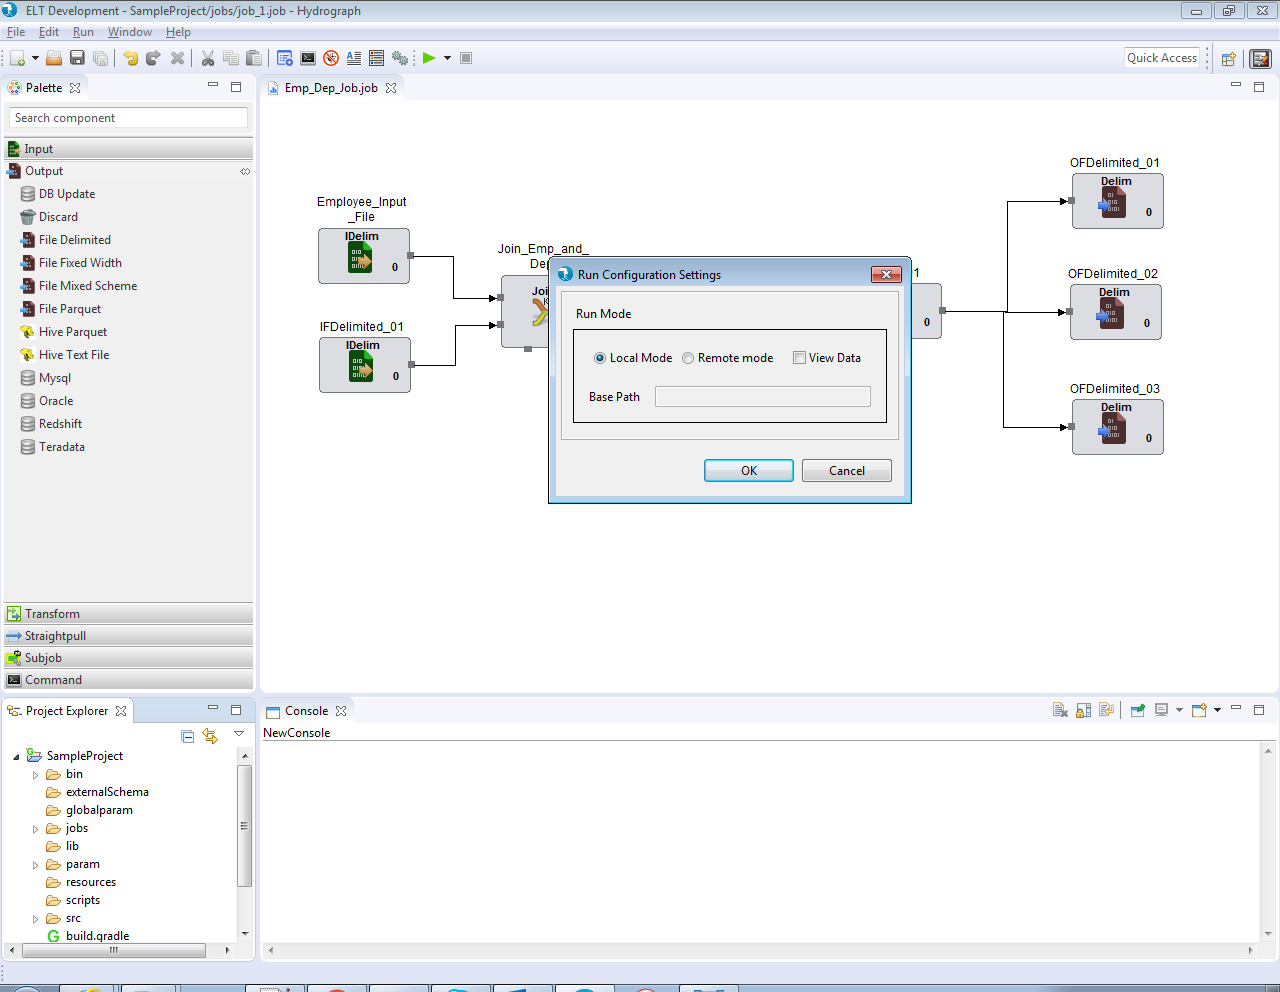 ELT Development - SampleProject/jobs/job_1.job - Hydrograph
File Edit Run Window Help
Quick Access
Palette
Emp_Dep_Job.job
Search component
Input
Output
DB Update
Discard
File Delimited
File Fixed Width
File Mixed Scheme
File Parquet
Hive Parquet
Hive Text File
Mysql
Oracle
Redshift
Teradata
Transform
Straightpull
Subjob
Command
Employee_Input
_File
IDelim
0
IFDelimited_01
IDelim
0
Join_Emp_and_
1
0
OFDelimited_01
Delim
0
OFDelimited_02
Delim
0
OFDelimited_03
Delim
0
Run Configuration Settings
Run Mode
Local Mode Remote mode View Data
Base Path
OK Cancel
Project Explorer
SampleProject
bin
externalSchema
globalparam
jobs
lib
param
resources
scripts
src
build.gradle
Console
NewConsole